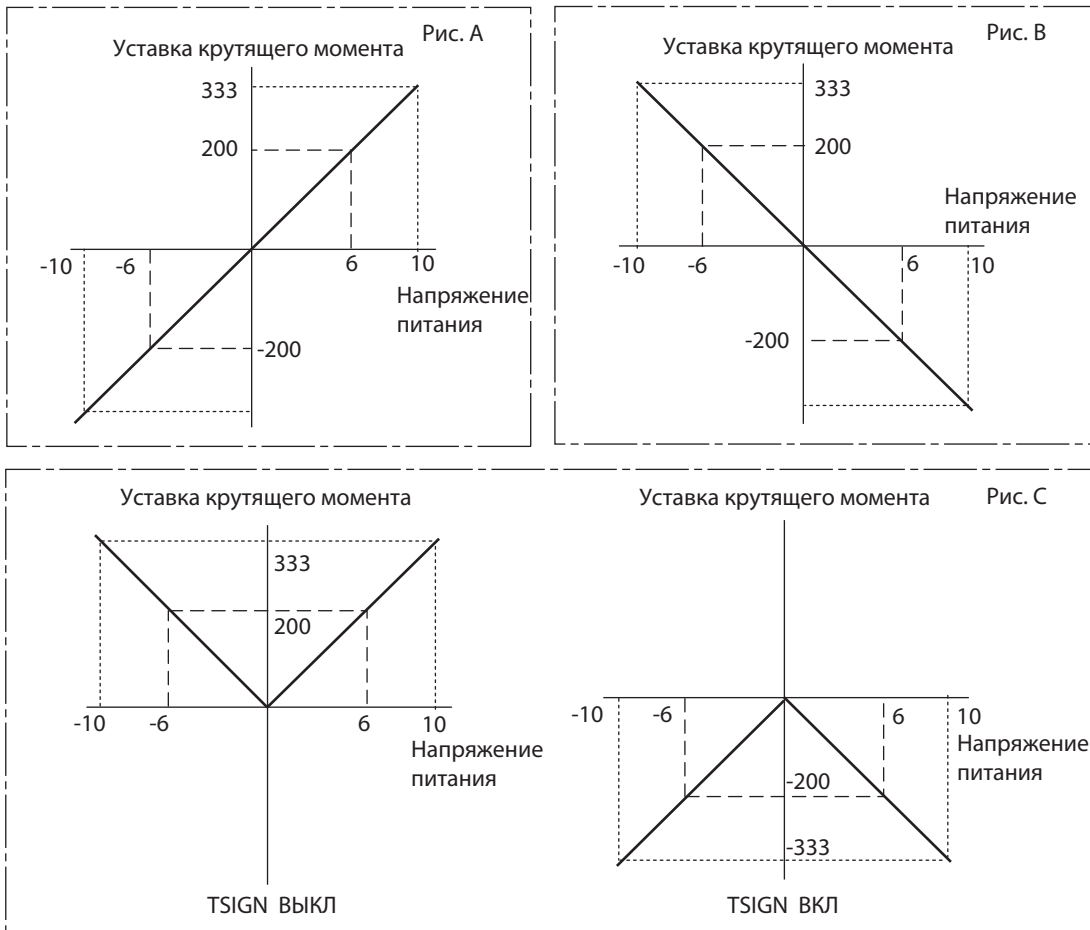 Рис. A
Уставка крутящего момента
333
200
-10
-6
6
10
Напряжение
питания
-200
Рис. B
Уставка крутящего момента
333
200
Напряжение
питания
-10
-6
6
10
-200
Уставка крутящего момента
333
200
-10
-6
6
10
Напряжение
питания
TSIGN ВЫКЛ
Уставка крутящего момента
Рис. C
-10
-6
6
10
Напряжение
питания
-200
-333
TSIGN ВКЛ